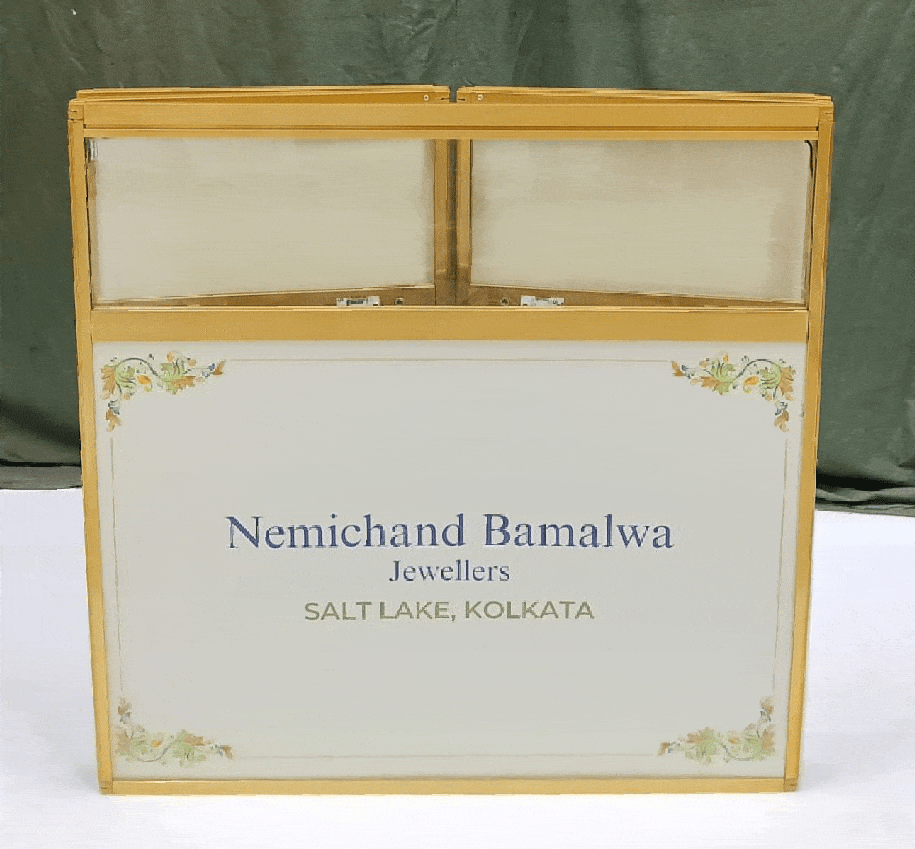 Nemichand Bamalwa
Jewellers
SALT LAKE, KOLKATA